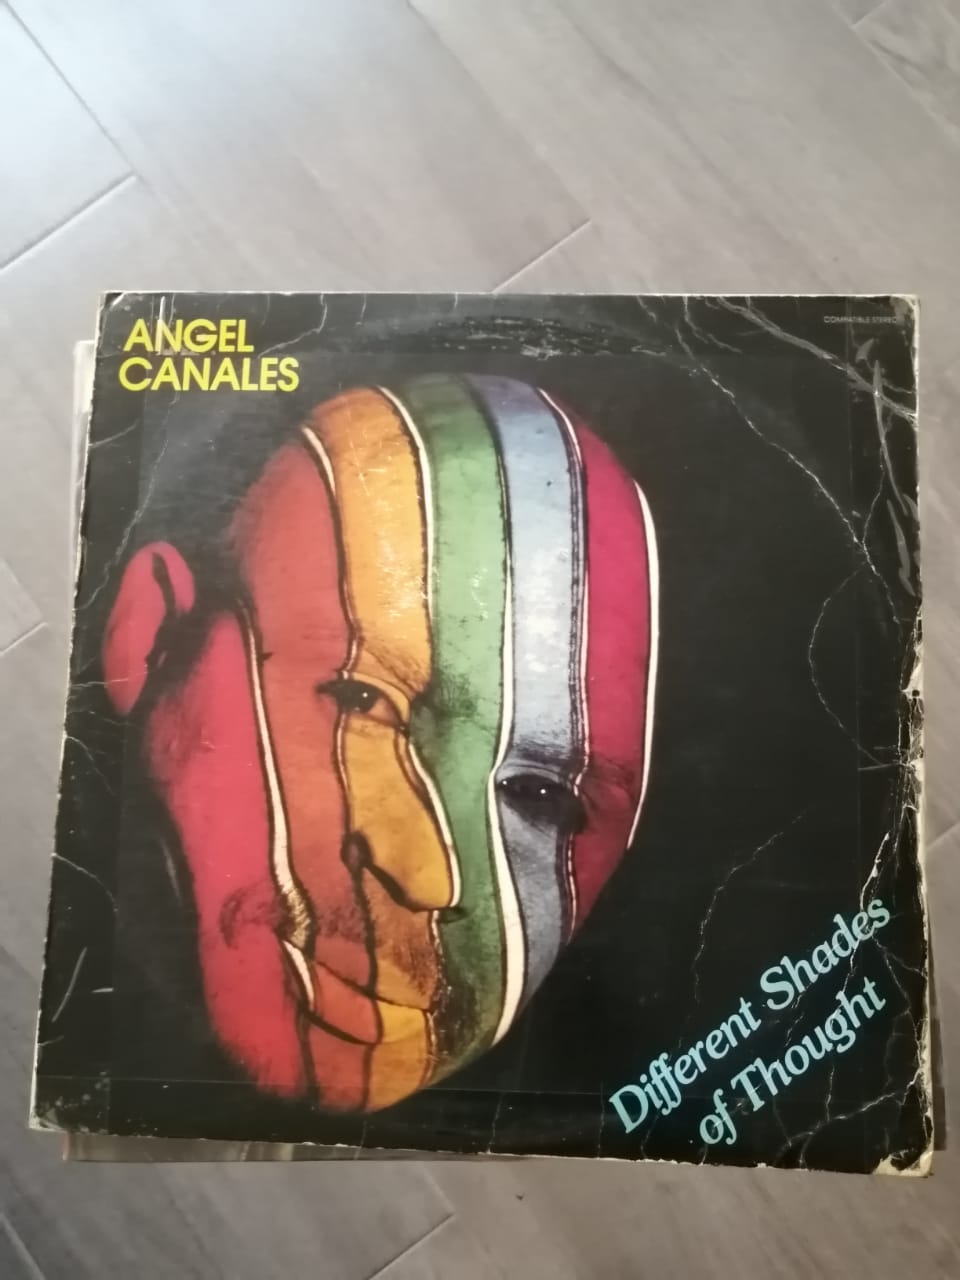 ANGEL
CANALES
COMPATIBLE STEREO
Different Shades
of Thought